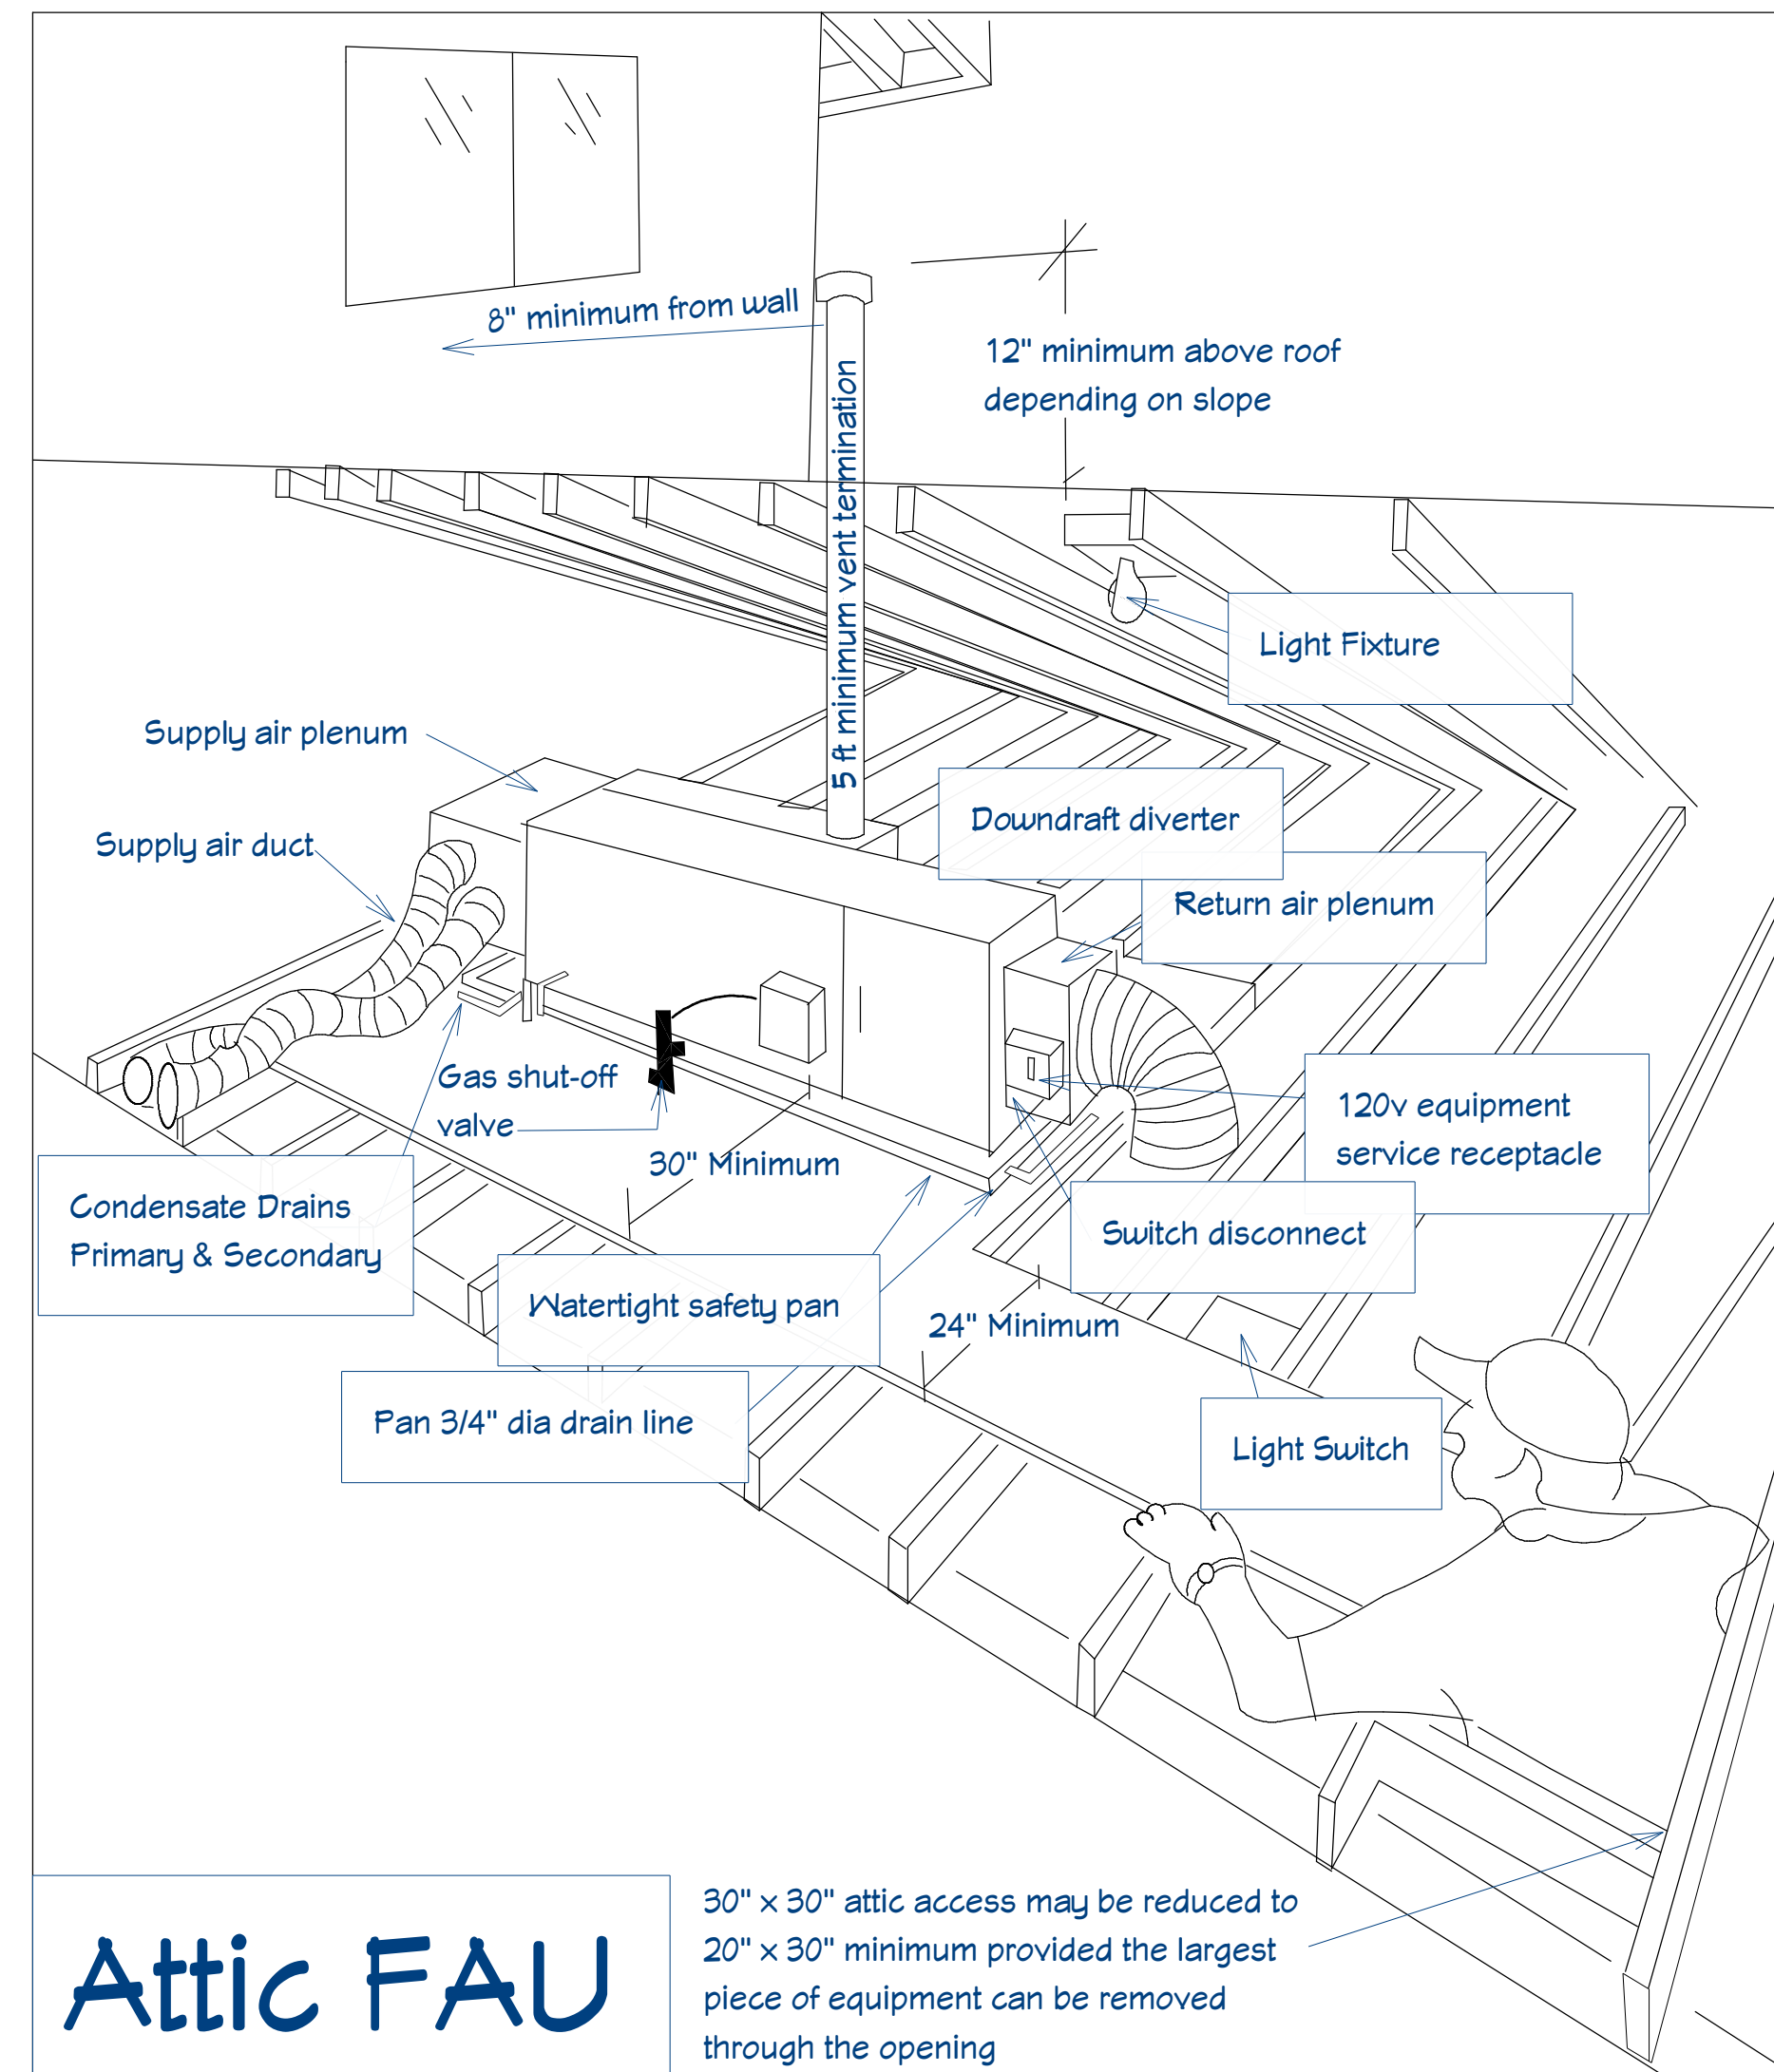 8" minimum from wall
12" minimum above roof
depending on slope
5 ft minimum vent termination
Light Fixture
Supply air plenum
Downdraft diverter
Supply air duct
Return air plenum
Gas shut-off
valve
120v equipment
service receptacle
30" Minimum
Condensate Drains
Primary & Secondary
Switch disconnect
Watertight safety pan
24" Minimum
Pan 3/4" dia drain line
Light Switch
Attic FAU
30" x 30" attic access may be reduced to
20" x 30" minimum provided the largest
piece of equipment can be removed
through the opening